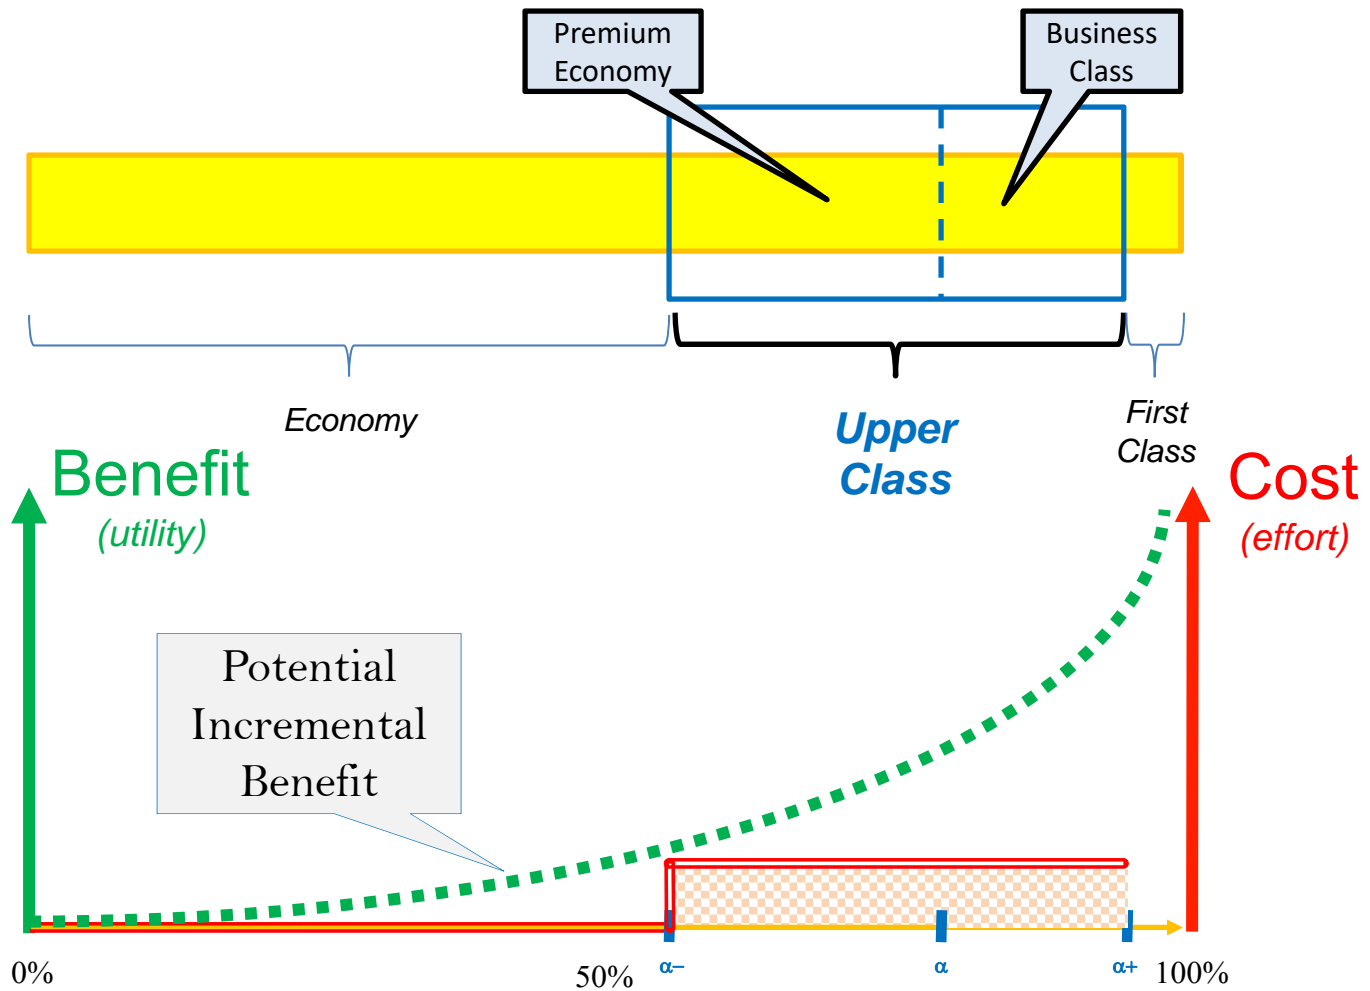 Premium
Economy
Business
Class
Economy
Upper
Class
First
Class
Benefit
(utility)
Cost
(effort)
Potential
Incremental
Benefit
0%
50%
α−
α
α+
100%